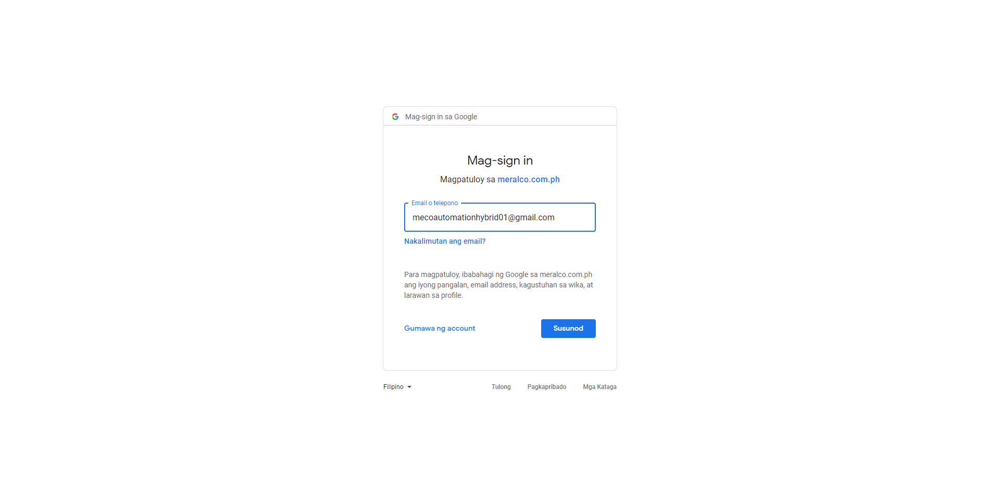 Mag-sign in sa Google
Mag-sign in
Magpatuloy sa meralco.com.ph
Email o telepono
mecoautomationhybrid01@gmail.com
Nakalimutan ang email?
Para magpatuloy, ibabahagi ng Google sa meralco.com.ph
ang iyong pangalan, email address, kagustuhan sa wika, at
larawan sa profile.
Gumawa ng account
Susunod
Filipino
Tulong
Pagkapribado
Mga Kataga